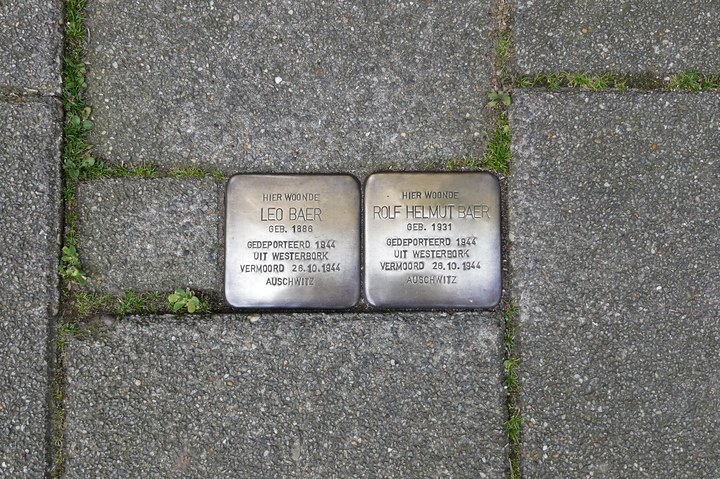 HIER WOONDE
LEO BAER
GEB. 1886
GEDEPORTEERD 1944
UIT WESTERBORK
VERMOORD 26.10.1944
AUSCHWITZ
HIER WOONDE
ROLF HELMUT BAER
GEB. 1931
GEDEPORTEERD 1944
UIT WESTERBORK
VERMOORD 26.10.1944
AUSCHWITZ